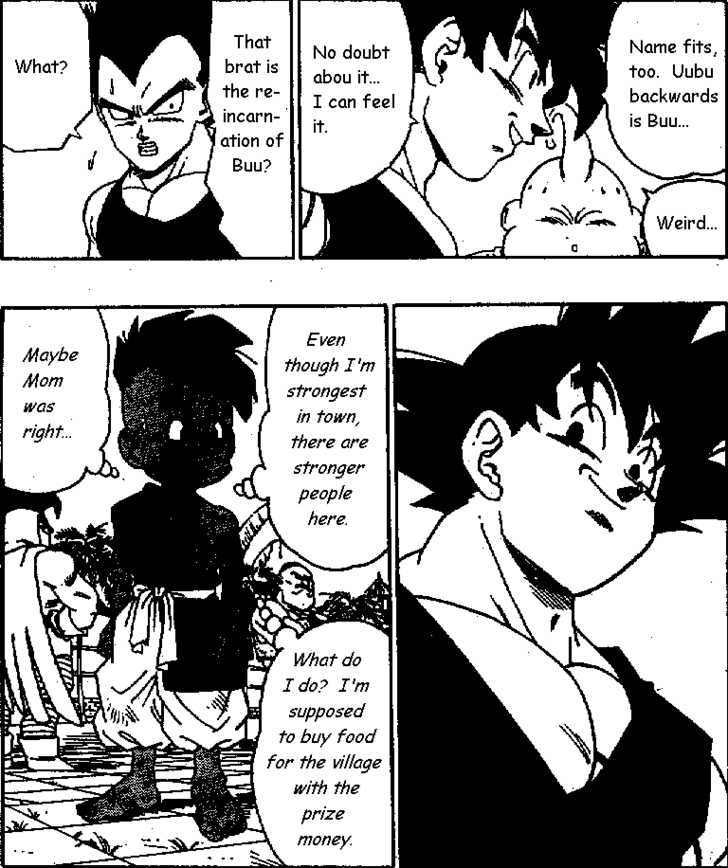 What?
That
brat is
the re-
incarn-
ation of
Buu?
No doubt
abou it...
I can feel
it.
Name fits,
too. Uubu
backwards
is Buu...
Weird...
Maybe
Mom
was
right...
Even
though I'm
strongest
in town,
there are
stronger
people
here.
What do
I do? I'm
supposed
to buy food
for the village
with the
prize
money.